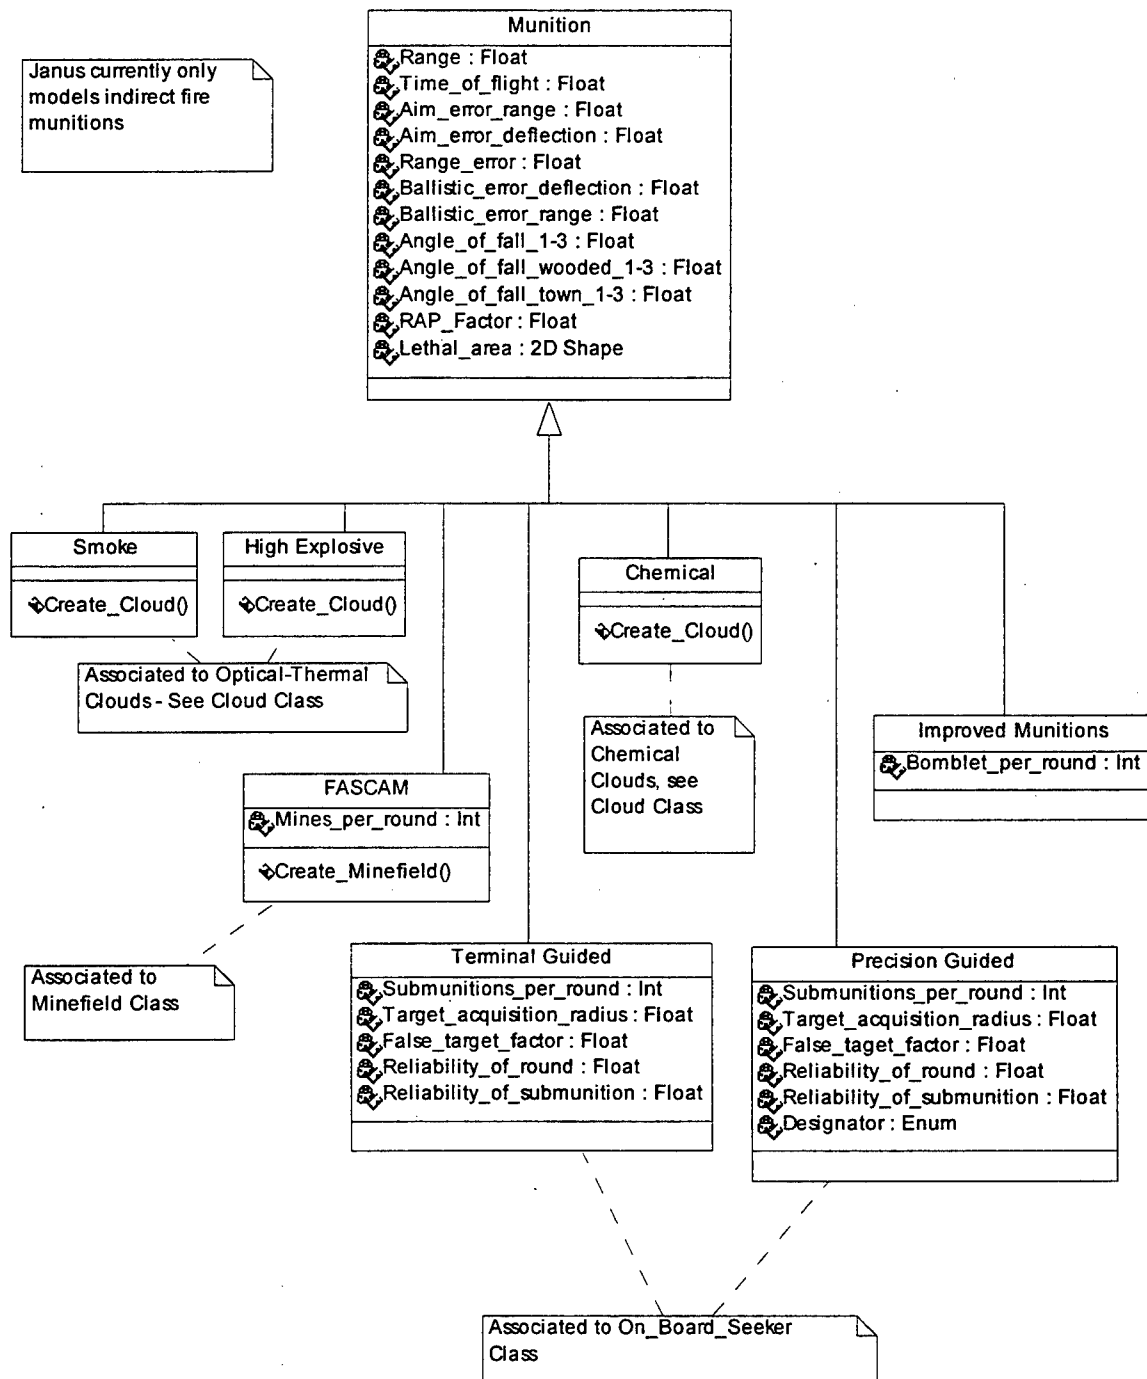 Munition
Range : Float
Time_of_flight : Float
Aim_error_range : Float
Aim_error_deflection : Float
Range_error : Float
Ballistic_error_deflection : Float
Ballistic_error_range : Float
Angle_of_fall_1-3 : Float
Angle_of_fall_wooded_1-3 : Float
Angle_of_fall_town_1-3 : Float
RAP_Factor : Float
Lethal_area : 2D Shape
Janus currently only
models indirect fire
munitions
Smoke
Create_Cloud()
High Explosive
Create_Cloud()
Associated to Optical-Thermal
Clouds - See Cloud Class
Chemical
Create_Cloud()
Associated to
Chemical
Clouds, see
Cloud Class
Improved Munitions
Bomblet_per_round : Int
FASCAM
Mines_per_round : Int
Create_Minefield()
Associated to
Minefield Class
Terminal Guided
Submunitions_per_round : Int
Target_acquisition_radius : Float
False_target_factor : Float
Reliability_of_round : Float
Reliability_of_submunition : Float
Precision Guided
Submunitions_per_round : Int
Target_acquisition_radius : Float
False_taget_factor : Float
Reliability_of_round : Float
Reliability_of_submunition : Float
Designator : Enum
Associated to On_Board_Seeker
Class